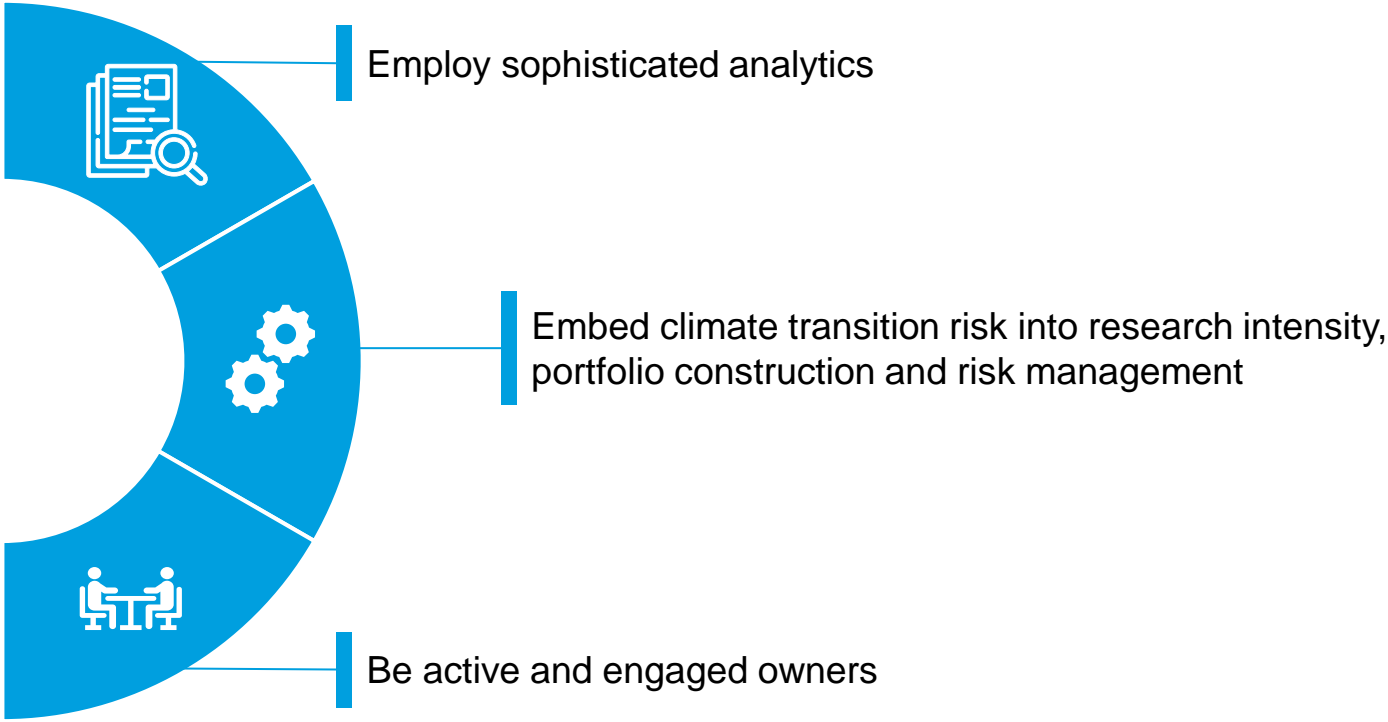 Employ sophisticated analytics
Embed climate transition risk into research intensity,
portfolio construction and risk management
Be active and engaged owners